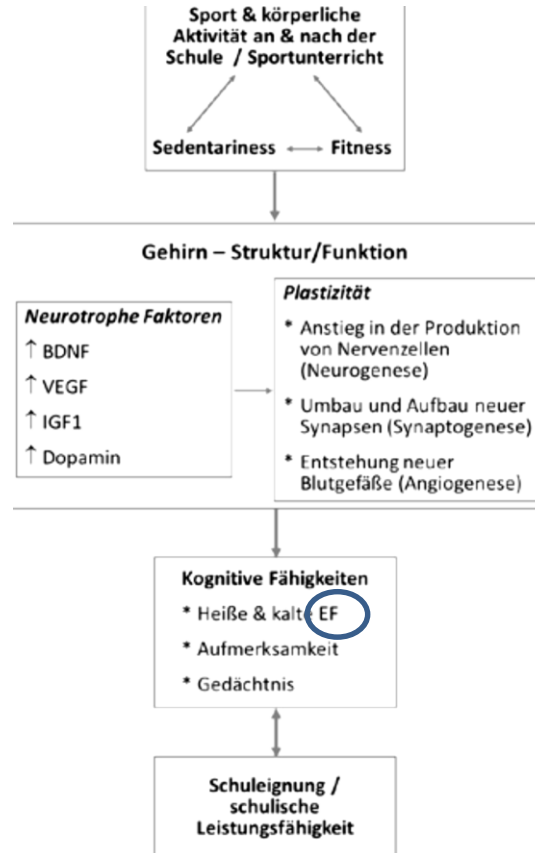 Sport & körperliche
Aktivität an & nach der
Schule / Sportunterricht
Sedentariness
Fitness
Gehirn – Struktur/Funktion
Neurotrophe Faktoren
↑ BDNF
↑ VEGF
↑ IGF1
↑ Dopamin
Plastizität
* Anstieg in der Produktion
von Nervenzellen
(Neurogenese)
* Umbau und Aufbau neuer
Synapsen (Synaptogenese)
* Entstehung neuer
Blutgefäße (Angiogenese)
Kognitive Fähigkeiten
* Heiße & kalte EF
* Aufmerksamkeit
* Gedächtnis
Schuleignung /
schulische
Leistungsfähigkeit